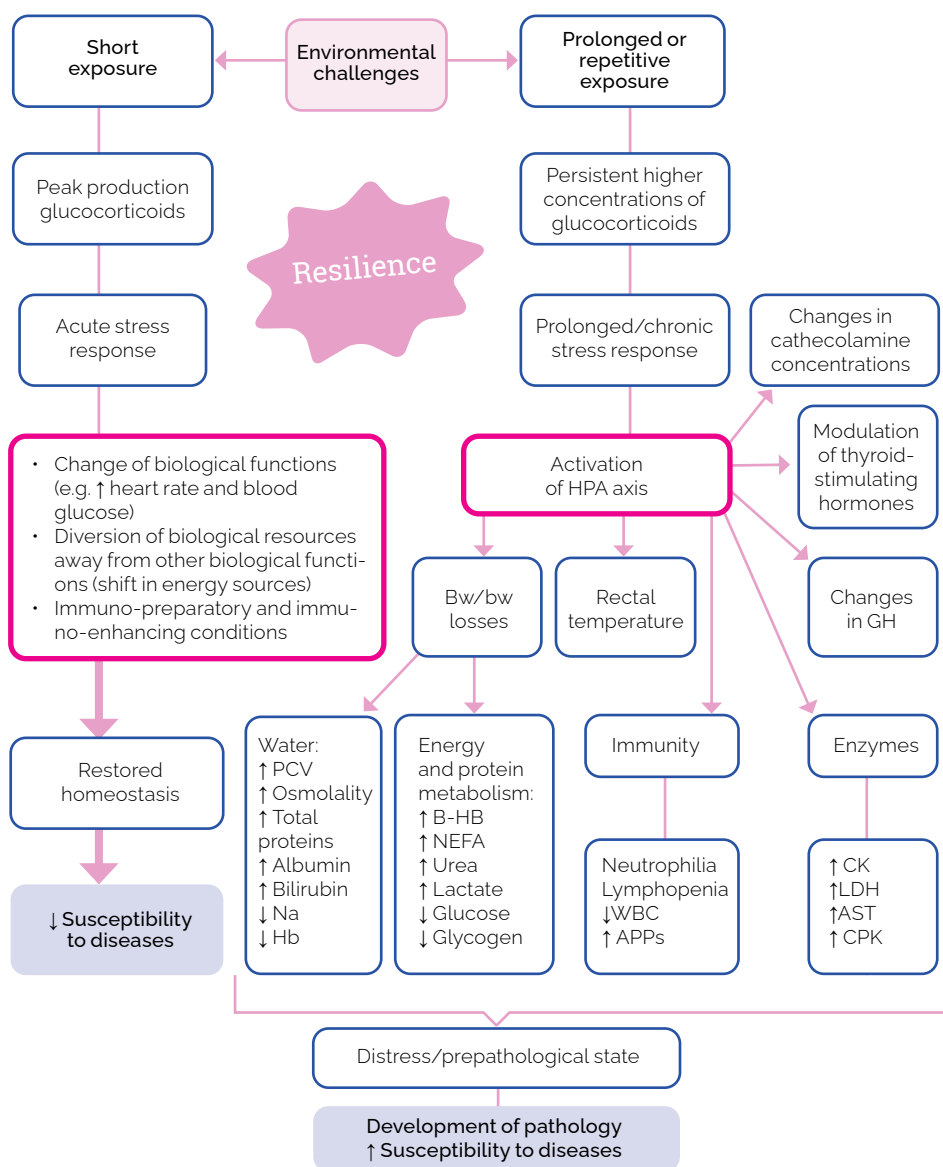 Short
exposure
Environmental
challenges
Prolonged or
repetitive
exposure
Peak production
glucocorticoids
Persistent higher
concentrations of
glucocorticoids
Resilience
Acute stress
response
Prolonged/chronic
stress response
Changes in
cathecolamine
concentrations
• Change of biological functions
(e.g. ↑ heart rate and blood
glucose)
• Diversion of biological resources
away from other biological functi-
ons (shift in energy sources)
• Immuno-preparatory and immu-
no-enhancing conditions
Activation
of HPA axis
Modulation
of thyroid-
stimulating
hormones
Bw/bw
losses
Rectal
temperature
Changes
in GH
Restored
homeostasis
↓ Susceptibility
to diseases
Water:
↑ PCV
↑ Osmolality
↑ Total
proteins
↑ Albumin
↑ Bilirubin
↓ Na
↓ Hb
Energy
and protein
metabolism:
↑ B-HB
↑ NEFA
↑ Urea
↑ Lactate
↓ Glucose
↓ Glycogen
Immunity
Neutrophilia
Lymphopenia
↓WBC
↑ APPs
Enzymes
↑ CK
↑LDH
↑AST
↑ CPK
Distress/prepathological state
Development of pathology
↑ Susceptibility to diseases